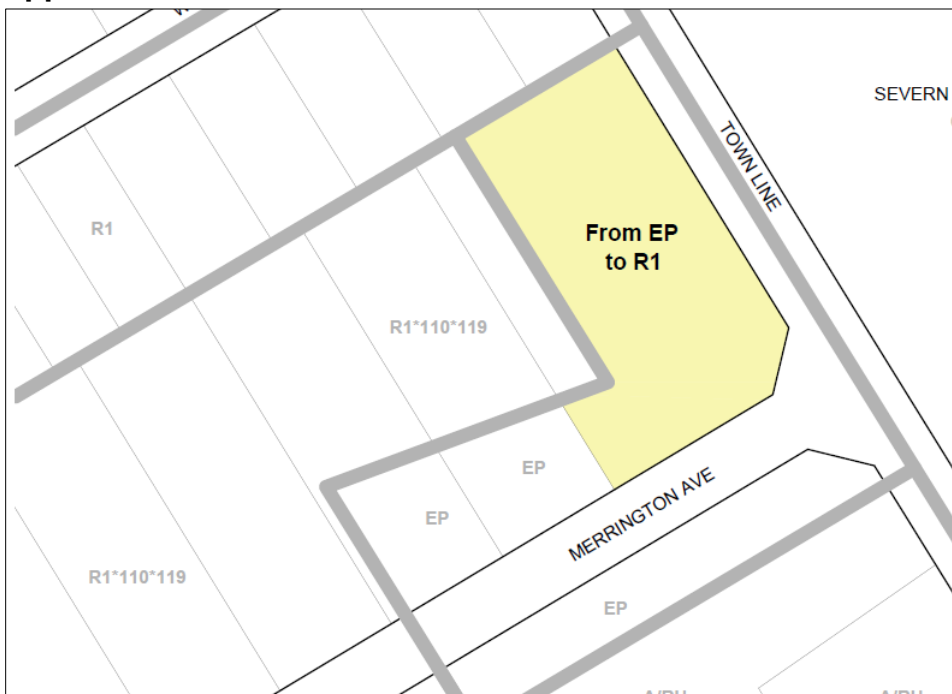 SEVERN
TOWN LINE
R1
From EP
to R1
R1*110*119
EP
EP
MERRINGTON AVE
R1*110*119
EP